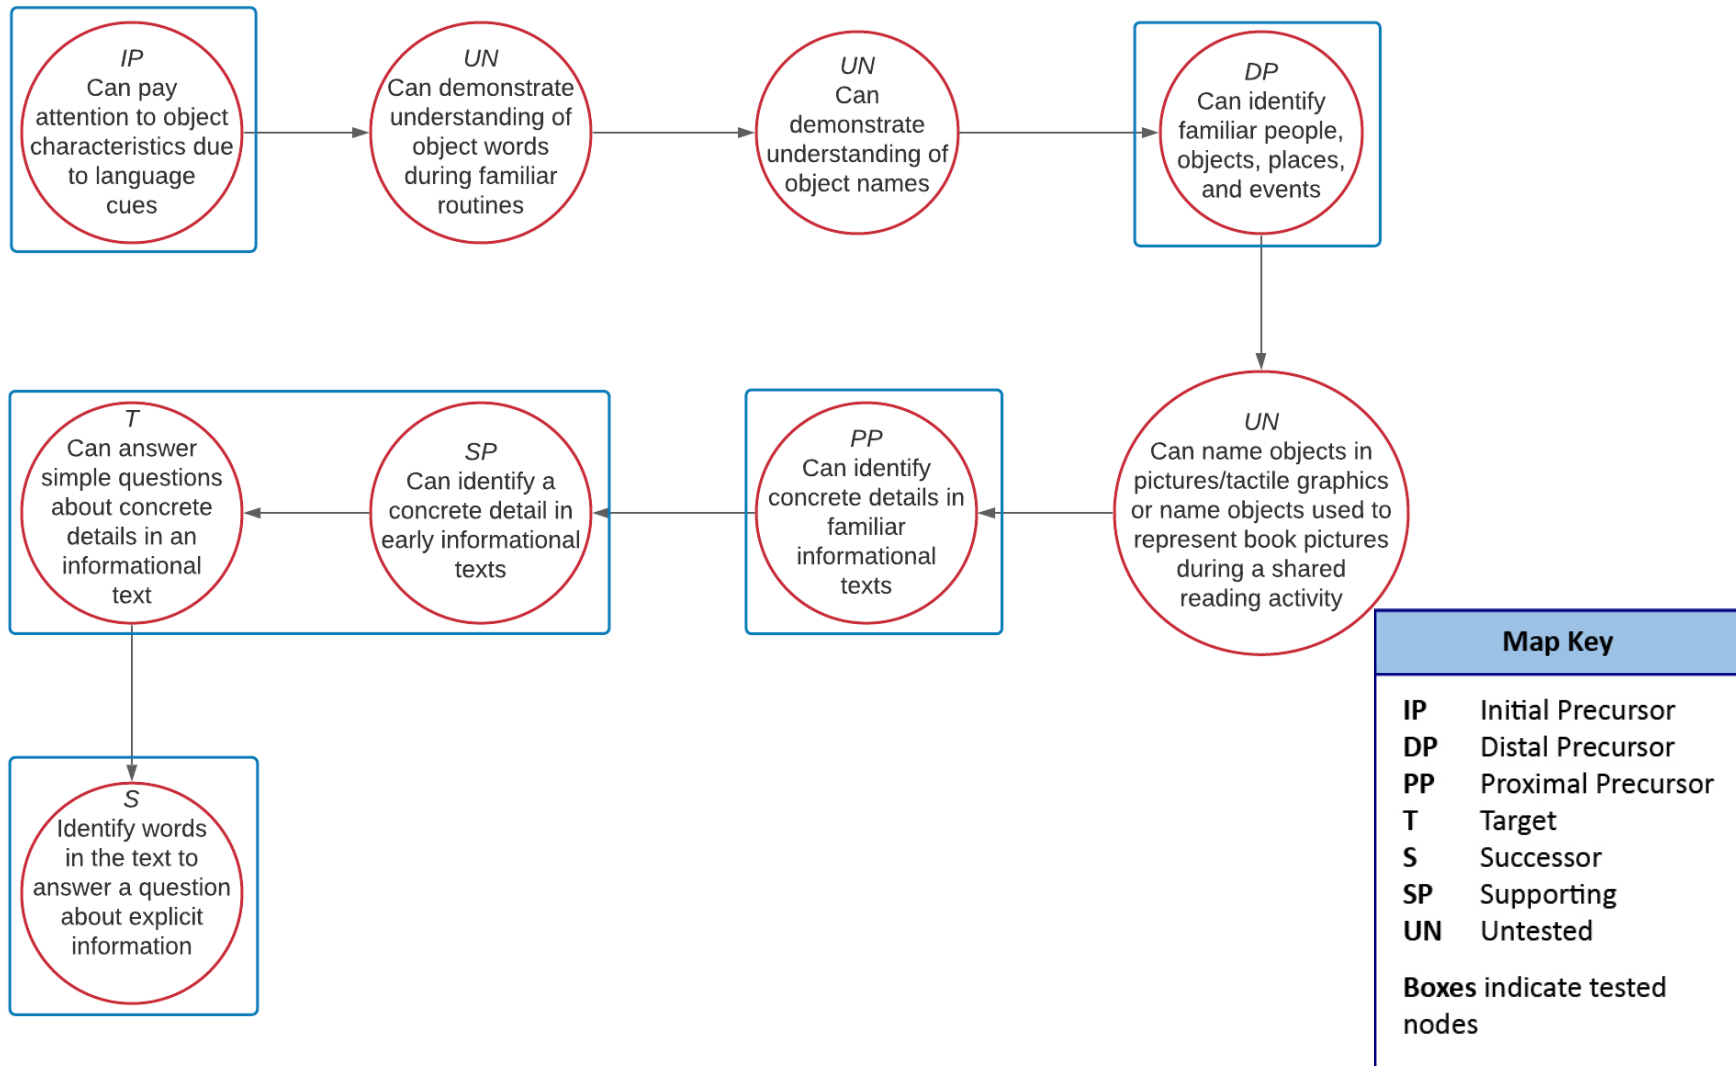 IP
Can pay
attention to object
characteristics due
to language
cues
UN
Can demonstrate
understanding of
object words
during familiar
routines
UN
Can
demonstrate
understanding of
object names
DP
Can identify
familiar people,
objects, places,
and events
UN
Can name objects in
pictures/tactile graphics
or name objects used to
represent book pictures
during a shared
reading activity
PP
Can identify
concrete details in
familiar
informational
texts
SP
Can identify a
concrete detail in
early informational
texts
T
Can answer
simple questions
about concrete
details in an
informational
text
S
Identify words
in the text to
answer a question
about explicit
information
Map Key
IP Initial Precursor
DP Distal Precursor
PP Proximal Precursor
T Target
S Successor
SP Supporting
UN Untested
Boxes indicate tested
nodes